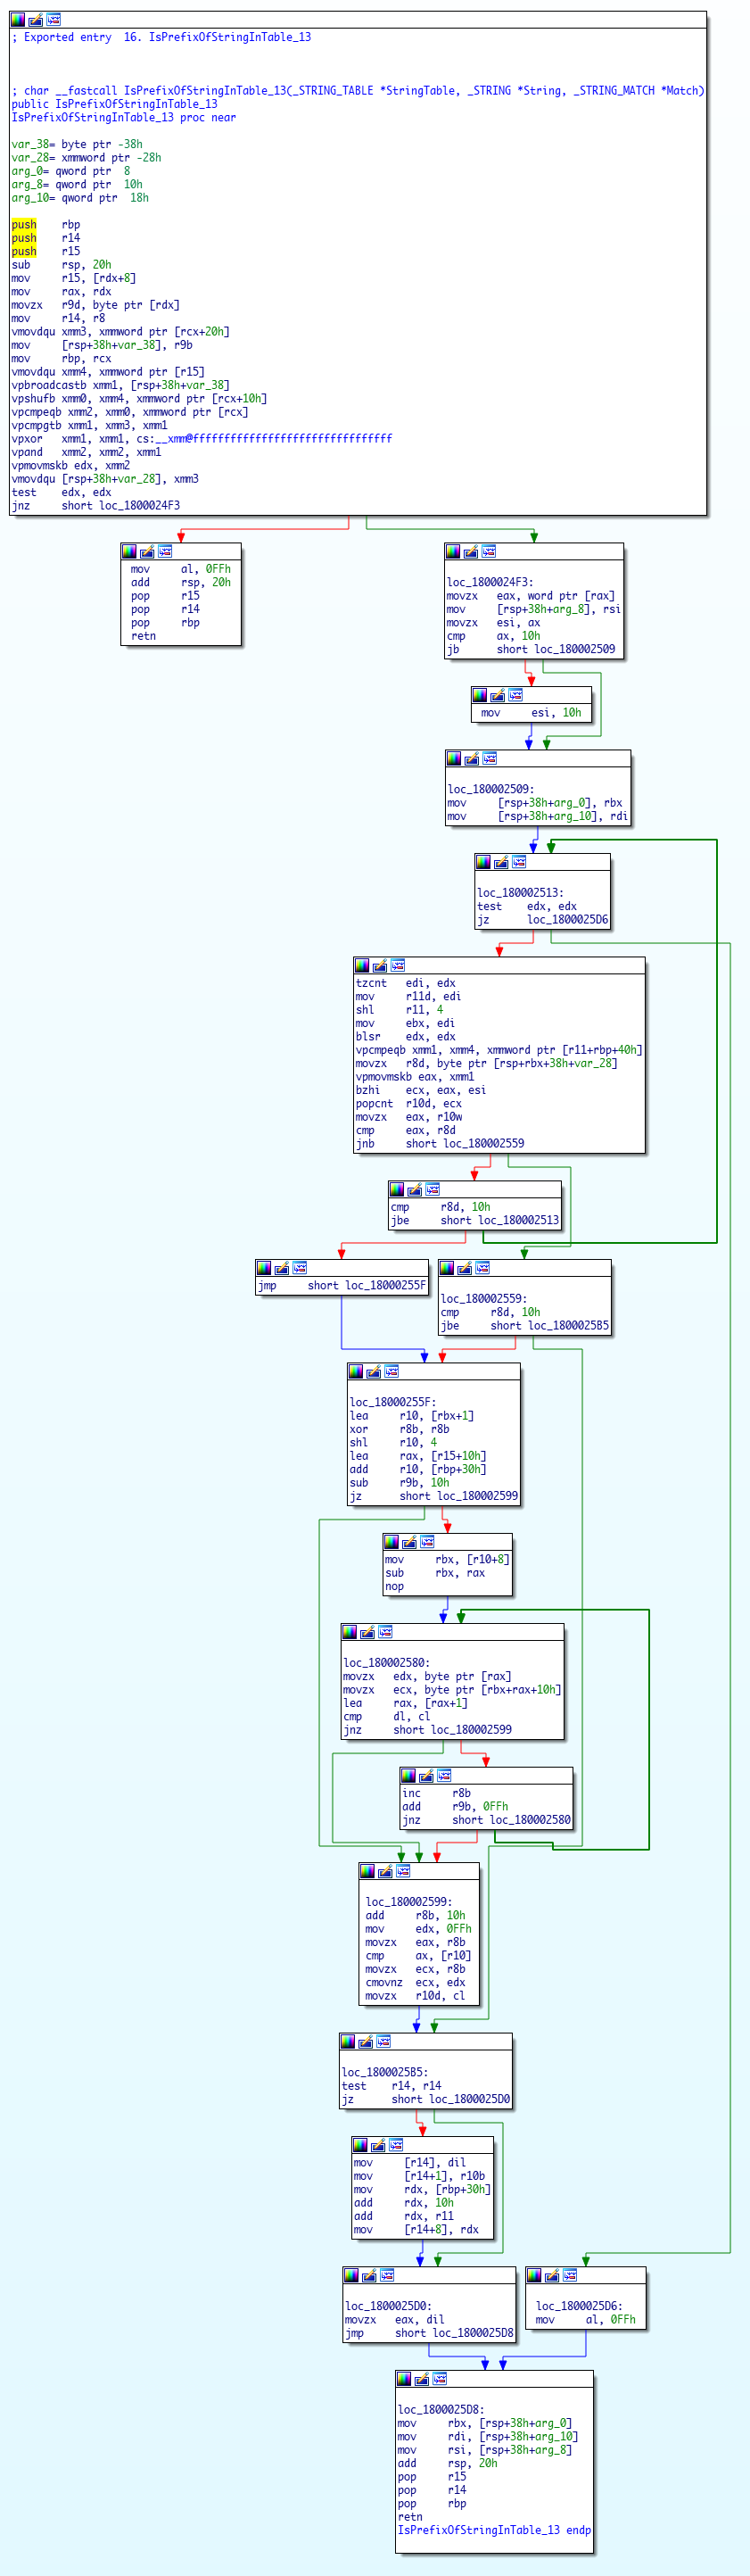 ; Exported entry  16. IsPrefixOfStringInTable_13
; char __fastcall IsPrefixOfStringInTable_13(_STRING_TABLE *StringTable, _STRING *String, _STRING_MATCH *Match)
public IsPrefixOfStringInTable_13
IsPrefixOfStringInTable_13 proc near
var_38= byte ptr -38h
var_28= xmmword ptr -28h
arg_0= qword ptr  8
arg_8= qword ptr  10h
arg_10= qword ptr  18h
push    rbp
push    r14
push    r15
sub     rsp, 20h
mov     r15, [rdx+8]
mov     rax, rdx
movzx   r9d, byte ptr [rdx]
mov     r14, r8
vmovdqu xmm3, xmmword ptr [rcx+20h]
mov     [rsp+38h+var_38], r9b
mov     rbp, rcx
vmovdqu xmm4, xmmword ptr [r15]
vpbroadcastb xmm1, [rsp+38h+var_38]
vpshufb xmm0, xmm4, xmmword ptr [rcx+10h]
vpcmpeqb xmm2, xmm0, xmmword ptr [rcx]
vpcmpgtb xmm1, xmm3, xmm1
vpxor   xmm1, xmm1, cs:__xmm@ffffffffffffffffffffffffffffffff
vpand   xmm2, xmm2, xmm1
vpmovmskb edx, xmm2
vmovdqu [rsp+38h+var_28], xmm3
test    edx, edx
jnz     short loc_1800024F3
mov     al, 0FFh
add     rsp, 20h
pop     r15
pop     r14
pop     rbp
retn
loc_1800024F3:
movzx   eax, word ptr [rax]
mov     [rsp+38h+arg_8], rsi
movzx   esi, ax
cmp     ax, 10h
jb      short loc_180002509
mov     esi, 10h
loc_180002509:
mov     [rsp+38h+arg_0], rbx
mov     [rsp+38h+arg_10], rdi
loc_180002513:
test    edx, edx
jz      loc_1800025D6
tzcnt   edi, edx
mov     r11d, edi
shl     r11, 4
mov     ebx, edi
blsr    edx, edx
vpcmpeqb xmm1, xmm4, xmmword ptr [r11+rbp+40h]
movzx   r8d, byte ptr [rsp+rbx+38h+var_28]
vpmovmskb eax, xmm1
bzhi    ecx, eax, esi
popcnt  r10d, ecx
movzx   eax, r10w
cmp     eax, r8d
jnb     short loc_180002559
cmp     r8d, 10h
jbe     short loc_180002513
jmp     short loc_18000255F
loc_180002559:
cmp     r8d, 10h
jbe     short loc_1800025B5
loc_18000255F:
lea     r10, [rbx+1]
xor     r8b, r8b
shl     r10, 4
lea     rax, [r15+10h]
add     r10, [rbp+30h]
sub     r9b, 10h
jz      short loc_180002599
mov     rbx, [r10+8]
sub     rbx, rax
nop
loc_180002580:
movzx   edx, byte ptr [rax]
movzx   ecx, byte ptr [rbx+rax+10h]
lea     rax, [rax+1]
cmp     dl, cl
jnz     short loc_180002599
inc     r8b
add     r9b, 0FFh
jnz     short loc_180002580
loc_180002599:
add     r8b, 10h
mov     edx, 0FFh
movzx   eax, r8b
cmp     ax, [r10]
movzx   ecx, r8b
cmovnz  ecx, edx
movzx   r10d, cl
loc_1800025B5:
test    r14, r14
jz      short loc_1800025D0
mov     [r14], dil
mov     [r14+1], r10b
mov     rdx, [rbp+30h]
add     rdx, 10h
add     rdx, r11
mov     [r14+8], rdx
loc_1800025D0:
movzx   eax, dil
jmp     short loc_1800025D8
loc_1800025D6:
mov     al, 0FFh
loc_1800025D8:
mov     rbx, [rsp+38h+arg_0]
mov     rdi, [rsp+38h+arg_10]
mov     rsi, [rsp+38h+arg_8]
add     rsp, 20h
pop     r15
pop     r14
pop     rbp
retn
IsPrefixOfStringInTable_13 endp